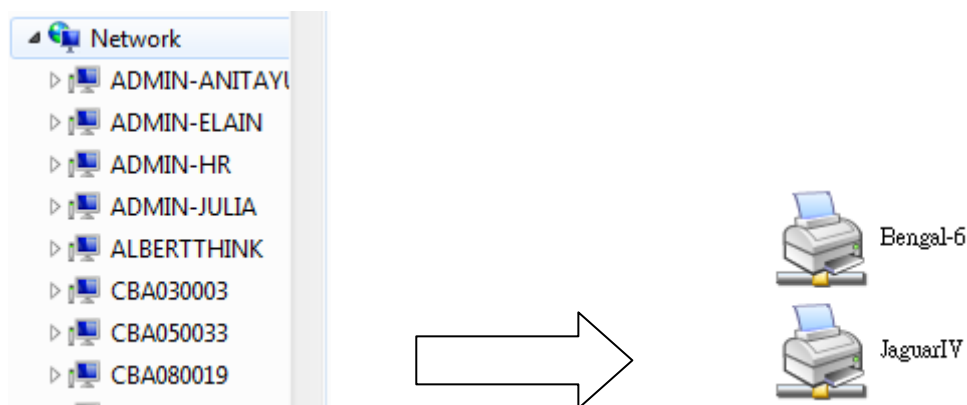 Network
ADMIN-ANITAYU
ADMIN-ELAIN
ADMIN-HR
ADMIN-JULIA
ALBERTTHINK
CBA030003
CBA050033
CBA080019
Bengal-6
JaguarIV